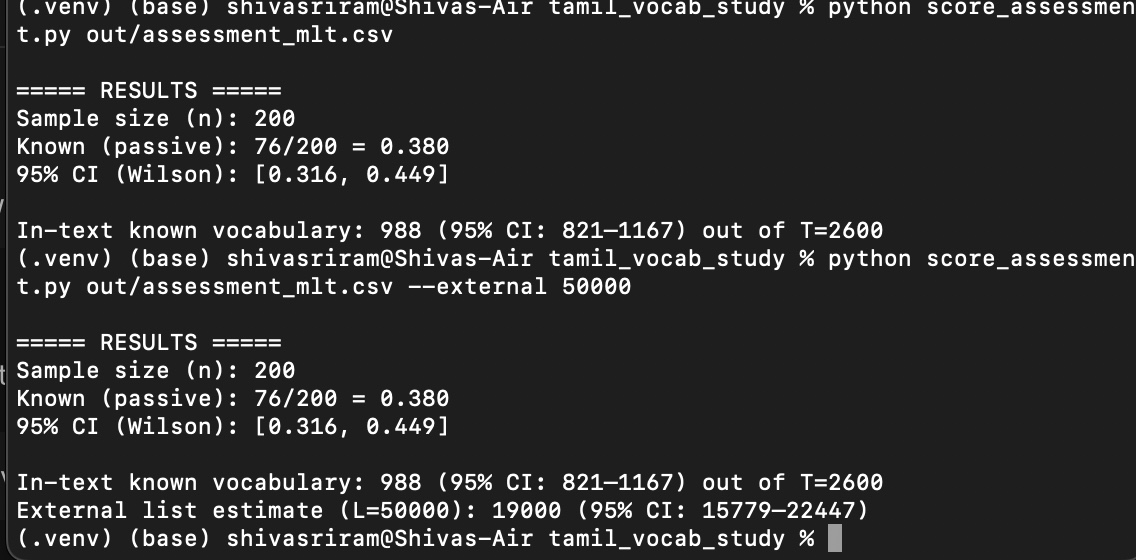 (.venv) (base) shivasriram@Shivas-Air tamil_vocab_study % python score_assessmen
t.py out/assessment_mlt.csv
===== RESULTS =====
Sample size (n): 200
Known (passive): 76/200 = 0.380
95% CI (Wilson): [0.316, 0.449]
In-text known vocabulary: 988 (95% CI: 821–1167) out of T=2600
(.venv) (base) shivasriram@Shivas-Air tamil_vocab_study % python score_assessmen
t.py out/assessment_mlt.csv --external 50000
===== RESULTS =====
Sample size (n): 200
Known (passive): 76/200 = 0.380
95% CI (Wilson): [0.316, 0.449]
In-text known vocabulary: 988 (95% CI: 821–1167) out of T=2600
External list estimate (L=50000): 19000 (95% CI: 15779–22447)
(.venv) (base) shivasriram@Shivas-Air tamil_vocab_study %